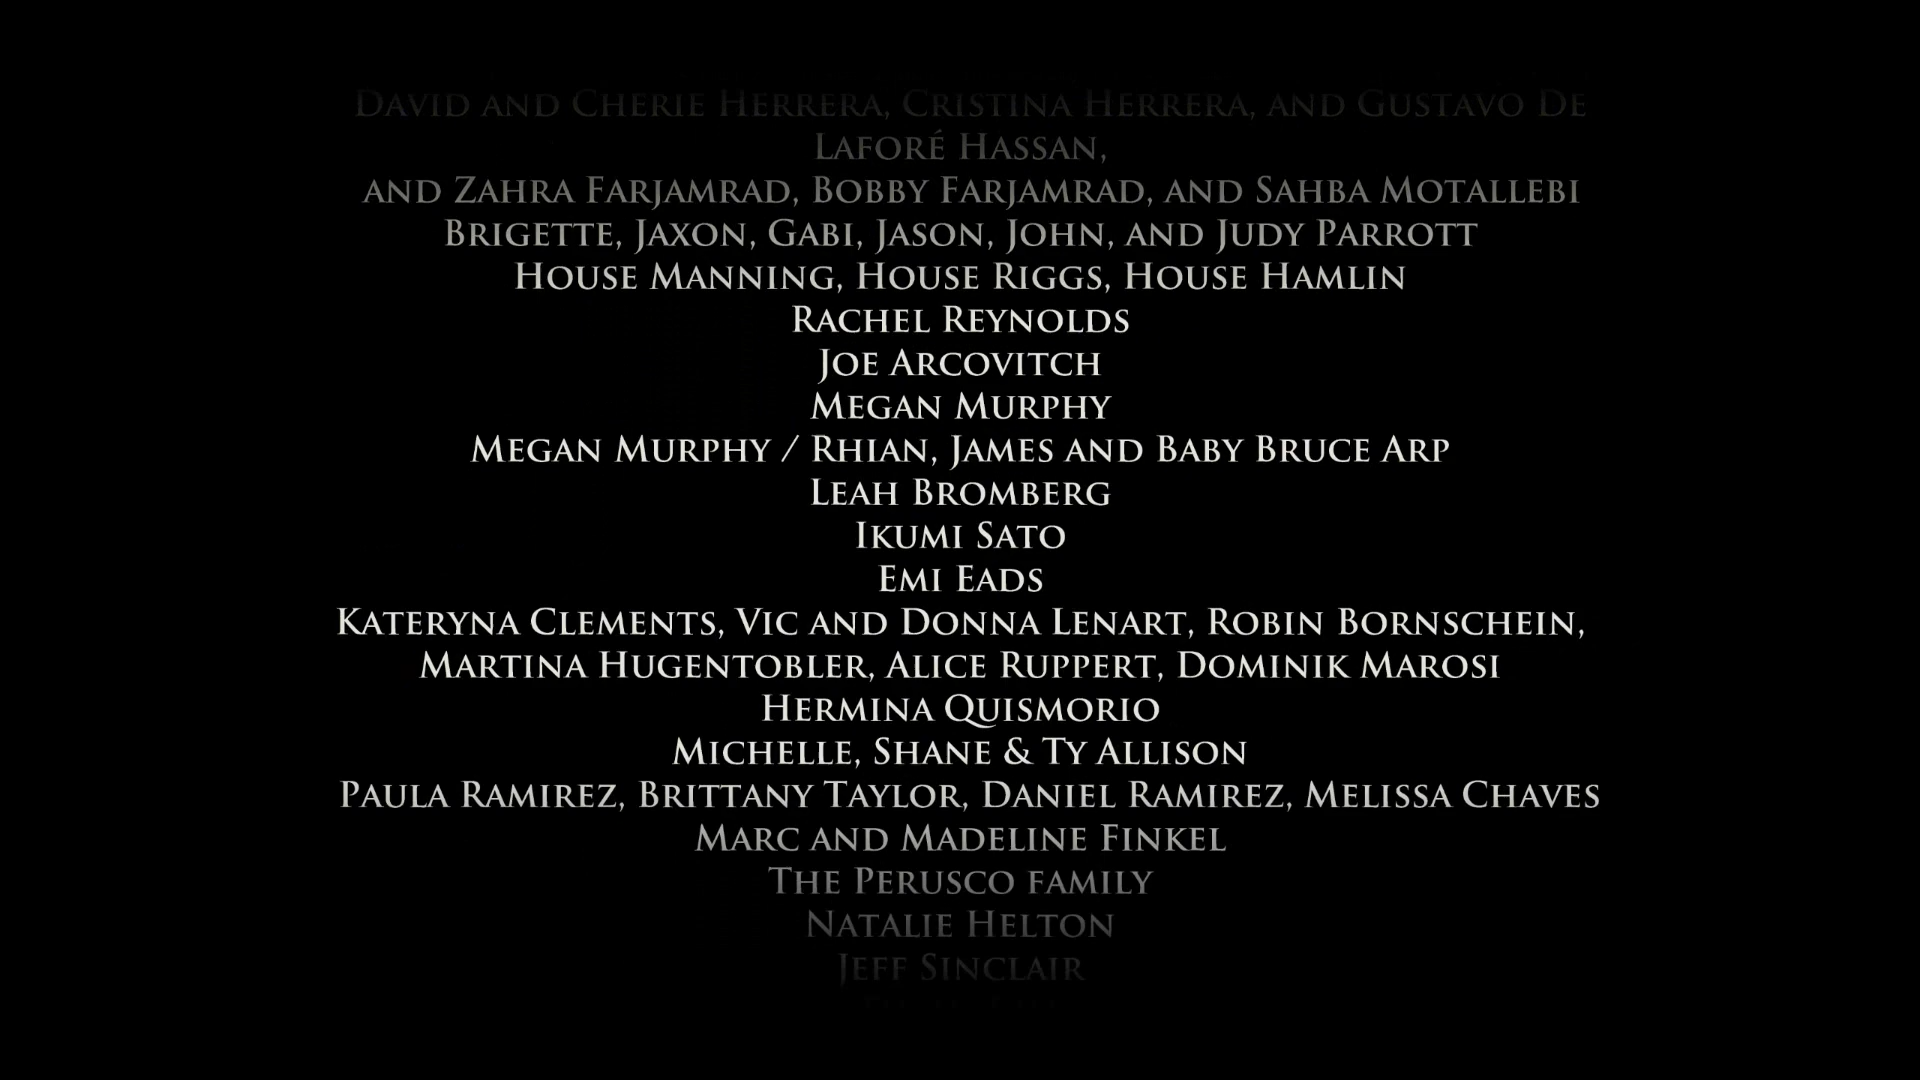 David and Cherie Herrera, Cristina Herrera, and Gustavo De
Laforé Hassan,
and Zahra Farjamrad, Bobby Farjamrad, and Sahba Motallebi
Brigette, Jaxon, Gabi, Jason, John, and Judy Parrott
House Manning, House Riggs, House Hamlin
Rachel Reynolds
Joe Arcovitch
Megan Murphy
Megan Murphy / Rhian, James and Baby Bruce Arp
Leah Bromberg
Ikumi Sato
Emi Eads
Kateryna Clements, Vic and Donna Lenart, Robin Bornschein,
Martina Hugentobler, Alice Ruppert, Dominik Marosi
Hermina Quismorio
Michelle, Shane & Ty Allison
Paula Ramirez, Brittany Taylor, Daniel Ramirez, Melissa Chaves
Marc and Madeline Finkel
The Perusco family
Natalie Helton
Jeff Sinclair